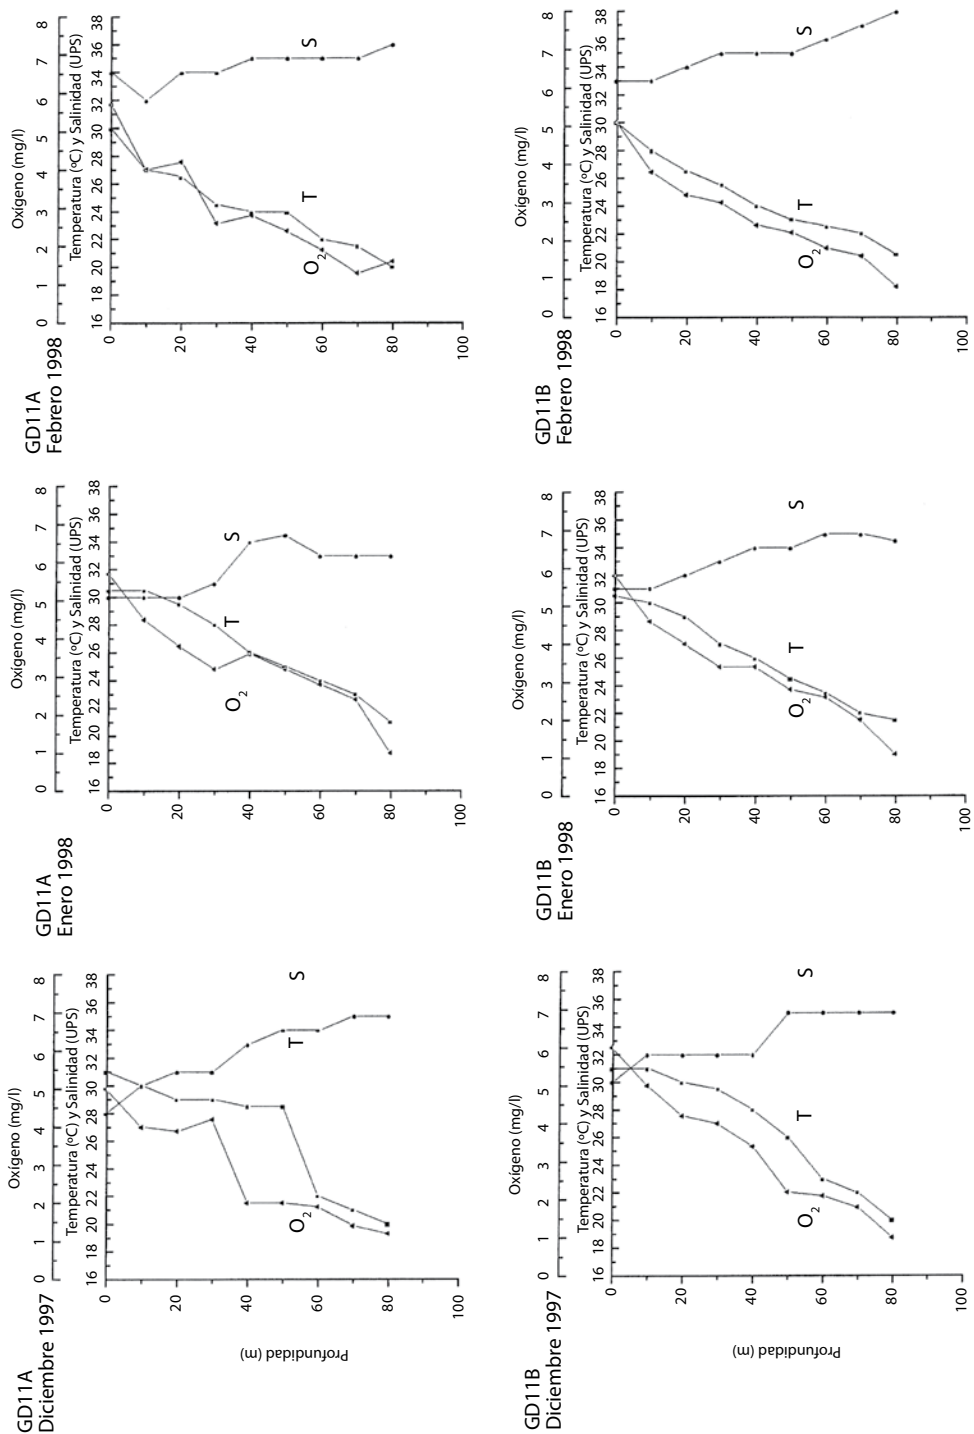 GD11A
Diciembre 1997
Oxígeno (mg/l)
0 1 2 3 4 5 6 7 8
Temperatura (ºC) y Salinidad (UPS)
16 18 20 22 24 26 28 30 32 34 36 38
0
20
40
60
80
100
Profundidad (m)
O2
T
S
GD11A
Enero 1998
Oxígeno (mg/l)
0 1 2 3 4 5 6 7 8
Temperatura (ºC) y Salinidad (UPS)
16 18 20 22 24 26 28 30 32 34 36 38
0
20
40
60
80
100
O2
T
S
GD11A
Febrero 1998
Oxígeno (mg/l)
0 1 2 3 4 5 6 7 8
Temperatura (ºC) y Salinidad (UPS)
16 18 20 22 24 26 28 30 32 34 36 38
0
20
40
60
80
100
O2
T
S
GD11B
Diciembre 1997
Oxígeno (mg/l)
0 1 2 3 4 5 6 7 8
Temperatura (ºC) y Salinidad (UPS)
16 18 20 22 24 26 28 30 32 34 36 38
0
20
40
60
80
100
Profundidad (m)
O2
T
S
GD11B
Enero 1998
Oxígeno (mg/l)
0 1 2 3 4 5 6 7 8
Temperatura (ºC) y Salinidad (UPS)
16 18 20 22 24 26 28 30 32 34 36 38
0
20
40
60
80
100
O2
T
S
GD11B
Febrero 1998
Oxígeno (mg/l)
0 1 2 3 4 5 6 7 8
Temperatura (ºC) y Salinidad (UPS)
16 18 20 22 24 26 28 30 32 34 36 38
0
20
40
60
80
100
O2
T
S